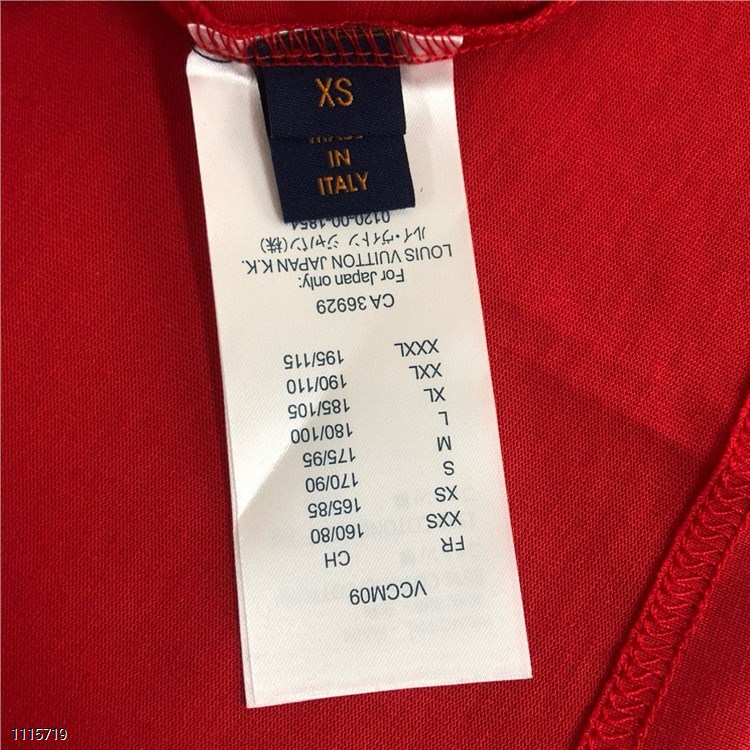 XS
IN
ITALY
VCCM09
FR CH
XXS 160/80
XS 165/85
S 170/90
M 175/95
L 180/100
XL 185/105
XXL 190/110
XXXL 195/115
CA 36929
For Japan only:
LOUIS VUITTON JAPAN K.K.
ルイ・ヴィトン ジャパン(株)
0120-00-1854
1115719